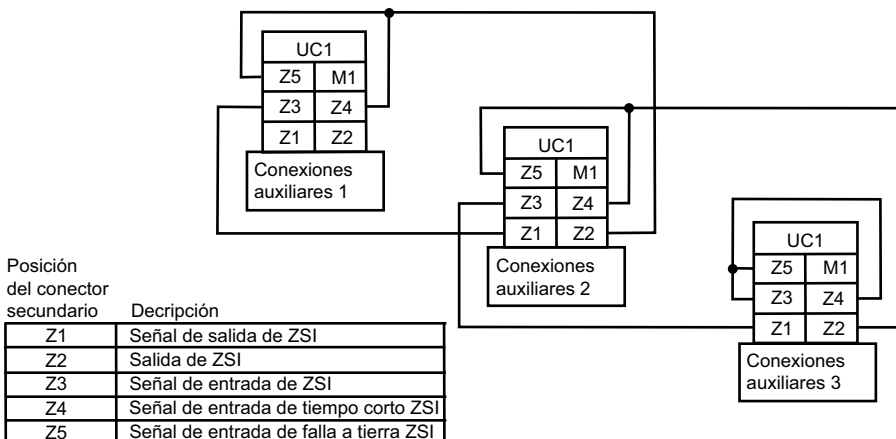 UC1
Z5 M1
Z3 Z4
Z1 Z2
Conexiones
auxiliares 1
UC1
Z5 M1
Z3 Z4
Z1 Z2
Conexiones
auxiliares 2
UC1
Z5 M1
Z3 Z4
Z1 Z2
Conexiones
auxiliares 3
Posición
del conector
secundario Decripción
Z1 Señal de salida de ZSI
Z2 Salida de ZSI
Z3 Señal de entrada de ZSI
Z4 Señal de entrada de tiempo corto ZSI
Z5 Señal de entrada de falla a tierra ZSI